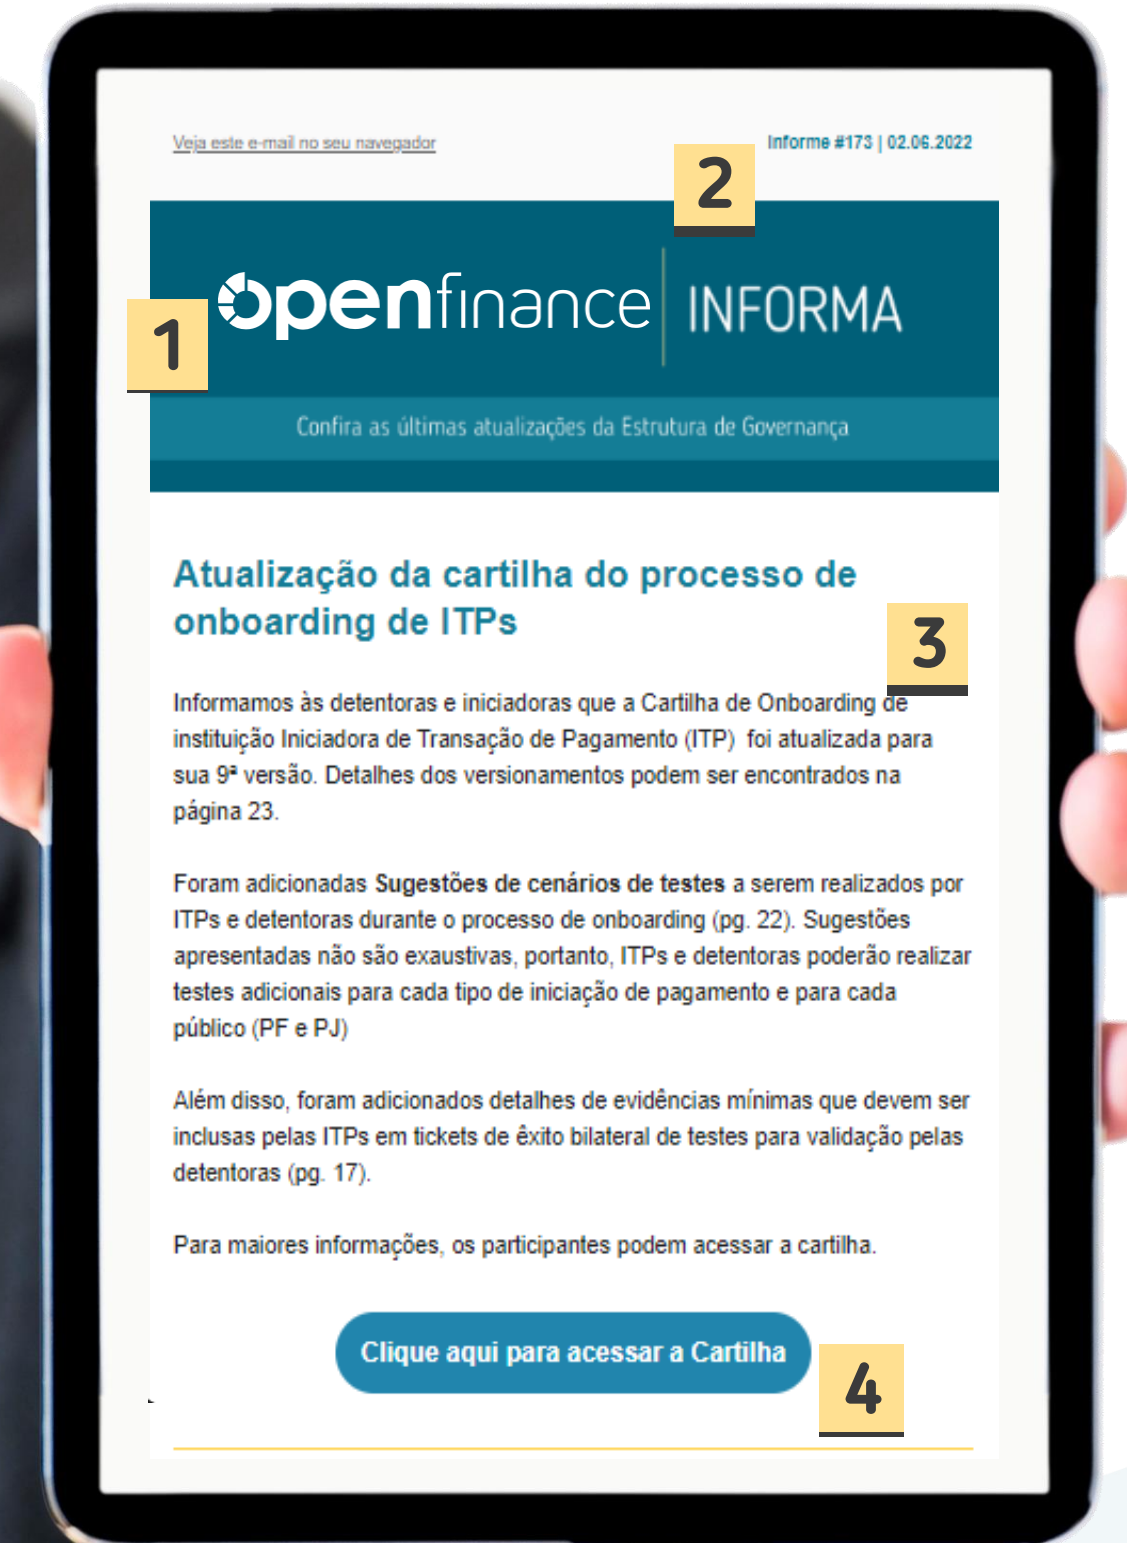 Veja este e-mail no seu navegador
Informe #173 | 02.06.2022
2
openfinance | INFORMA
1
Confira as últimas atualizações da Estrutura de Governança
Atualização da cartilha do processo de
onboarding de ITPs
3
Informamos às detentoras e iniciadoras que a Cartilha de Onboarding de
instituição Iniciadora de Transação de Pagamento (ITP) foi atualizada para
sua 9ª versão. Detalhes dos versionamentos podem ser encontrados na
página 23.
Foram adicionadas Sugestões de cenários de testes a serem realizados por
ITPs e detentoras durante o processo de onboarding (pg. 22). Sugestões
apresentadas não são exaustivas, portanto, ITPs e detentoras poderão realizar
testes adicionais para cada tipo de iniciação de pagamento e para cada
público (PF e PJ)
Além disso, foram adicionados detalhes de evidências mínimas que devem ser
inclusas pelas ITPs em tickets de êxito bilateral de testes para validação pelas
detentoras (pg. 17).
Para maiores informações, os participantes podem acessar a cartilha.
Clique aqui para acessar a Cartilha
4